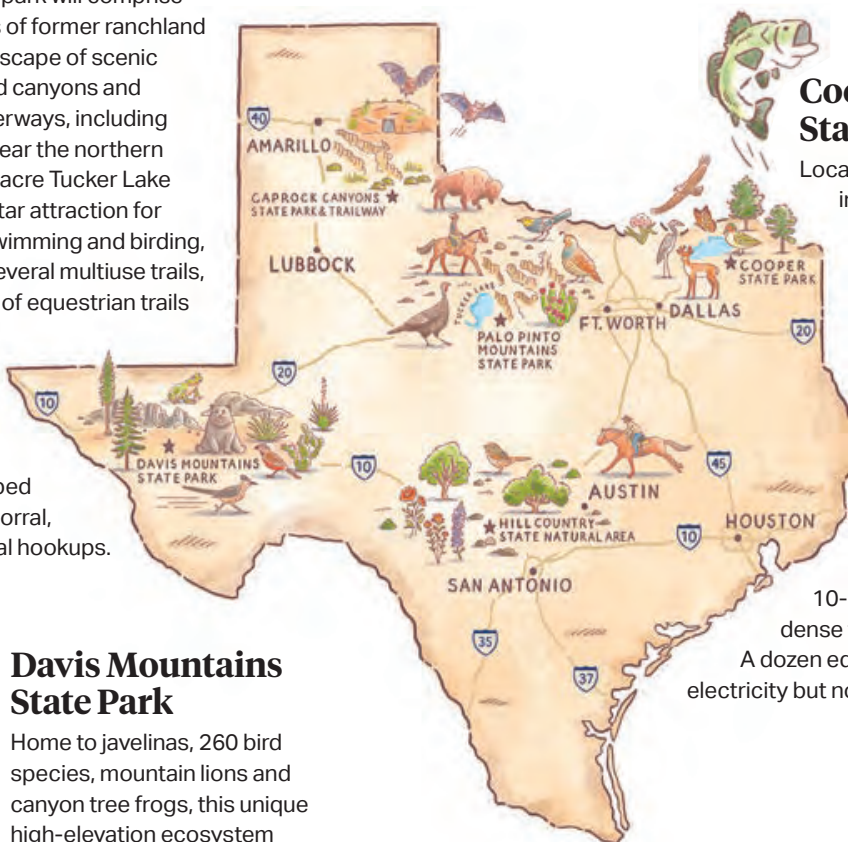 park will comprise
of former ranchland
scape of scenic
d canyons and
erways, including
ear the northern
acre Tucker Lake
tar attraction for
wimming and birding,
everal multiuse trails,
of equestrian trails
ped
orral,
al hookups.
Davis Mountains
State Park
Home to javelinas, 260 bird
species, mountain lions and
canyon tree frogs, this unique
high-elevation ecosystem
40
AMARILLO
CAPROCK CANYONS
STATE PARK & TRAILWAY
LUBBOCK
TUCKER LAKE
PALO PINTO
MOUNTAINS
STATE PARK
FT. WORTH
DALLAS
COOPER
STATE PARK
20
20
10
DAVIS MOUNTAINS
STATE PARK
10
45
AUSTIN
HILL COUNTRY
STATE NATURAL AREA
10
HOUSTON
SAN ANTONIO
35
37
Coo
Sta
Loca
in
10-
dense
A dozen eq
electricity but no